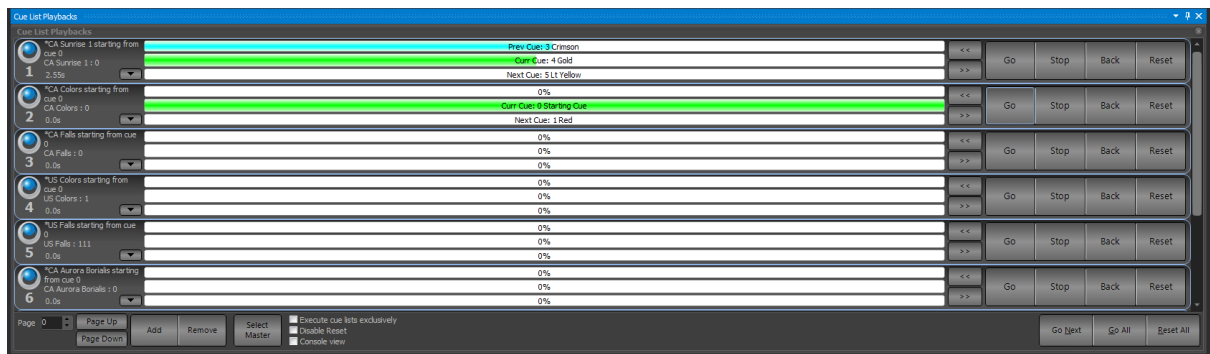 Cue List Playbacks
Cue List Playbacks
*CA Sunrise 1 starting from
cue 0
CA Sunrise 1 : 0
1
2.55s
Prev Cue: 3 Crimson
Curr Cue: 4 Gold
Next Cue: 5 Lt Yellow
<<
>>
Go
Stop
Back
Reset
*CA Colors starting from
cue 0
CA Colors : 0
2
0.0s
0%
Curr Cue: 0 Starting Cue
Next Cue: 1 Red
<<
>>
Go
Stop
Back
Reset
*CA Falls starting from cue
0
CA Falls : 0
3
0.0s
0%
0%
0%
<<
>>
Go
Stop
Back
Reset
*US Colors starting from
cue 0
US Colors : 1
4
0.0s
0%
0%
0%
<<
>>
Go
Stop
Back
Reset
*US Falls starting from cue
0
US Falls : 111
5
0.0s
0%
0%
0%
<<
>>
Go
Stop
Back
Reset
*CA Aurora Borialis starting
from cue 0
CA Aurora Borialis : 0
6
0.0s
0%
0%
0%
<<
>>
Go
Stop
Back
Reset
Page 0
Page Up
Page Down
Add
Remove
Select
Master
Execute cue lists exclusively
Disable Reset
Console view
Go Next
Go All
Reset All